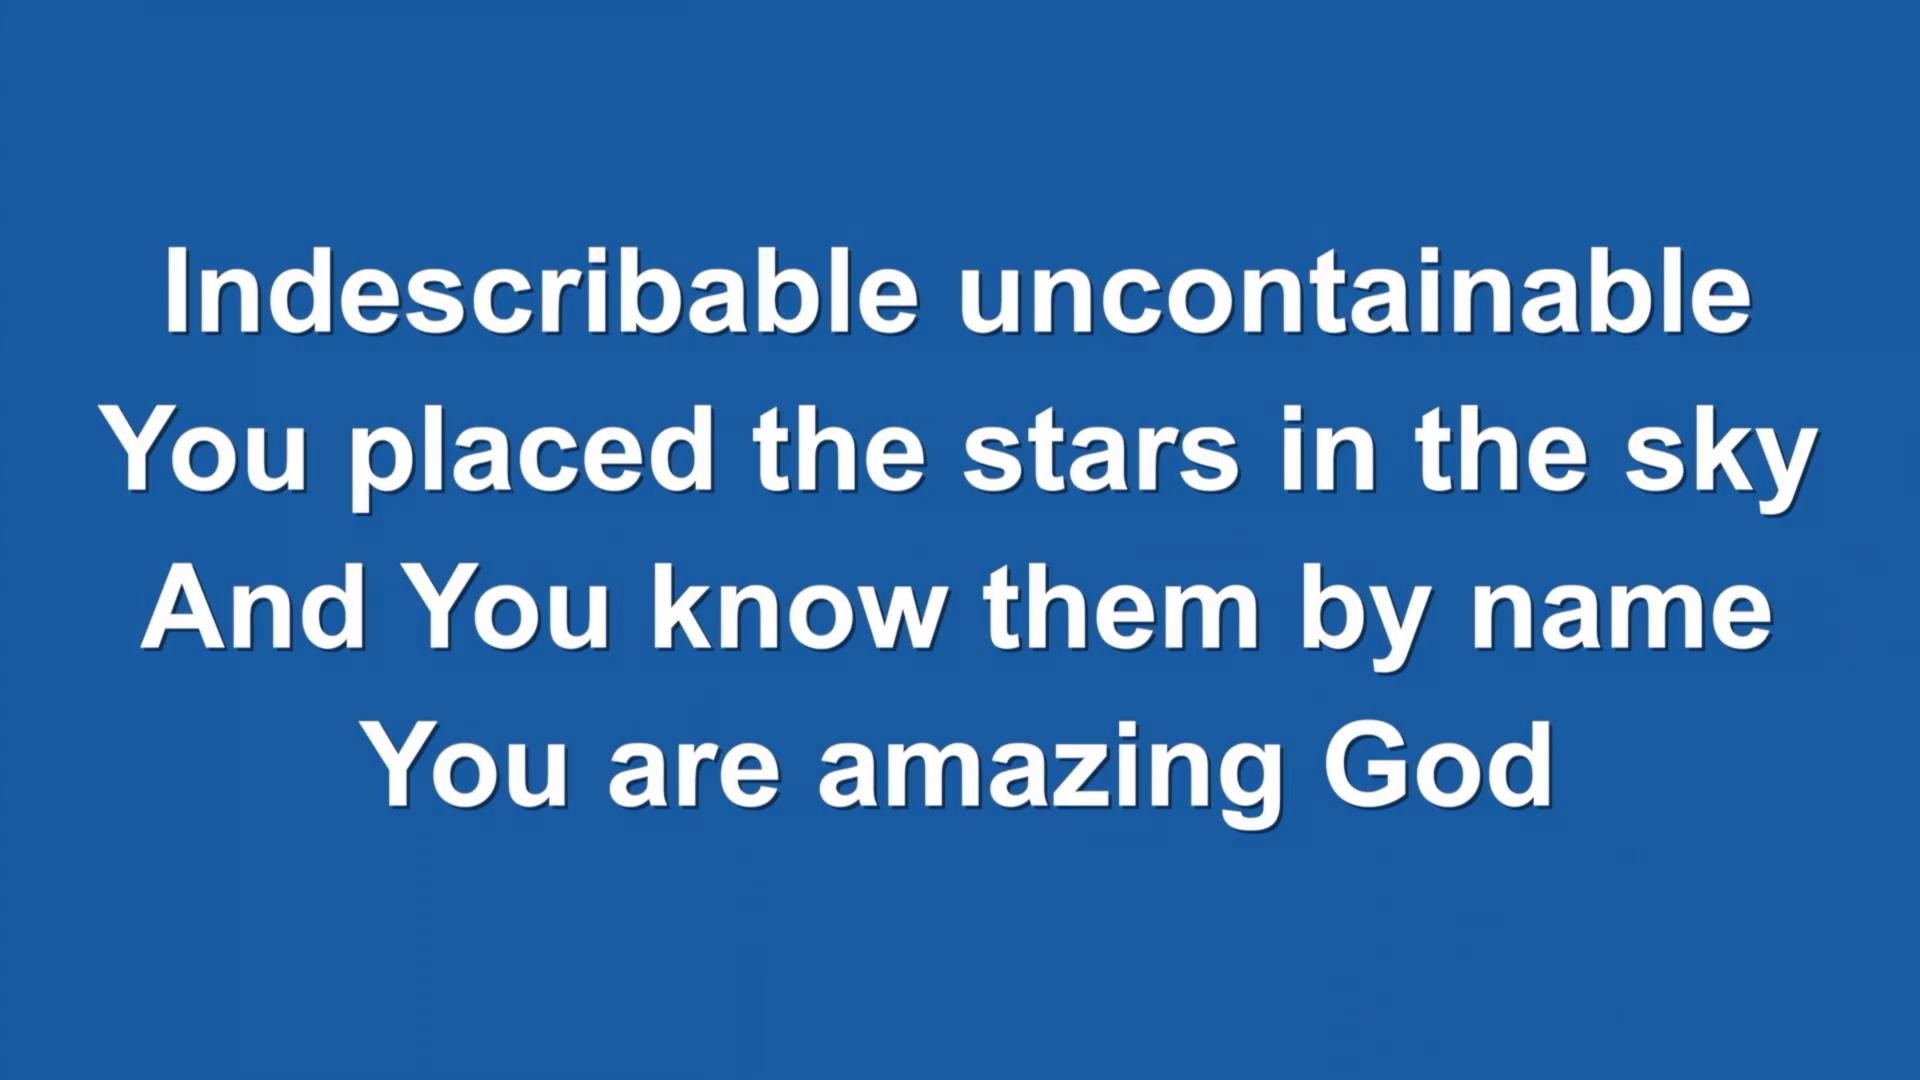 Indescribable uncontainable
You placed the stars in the sky
And You know them by name
You are amazing God